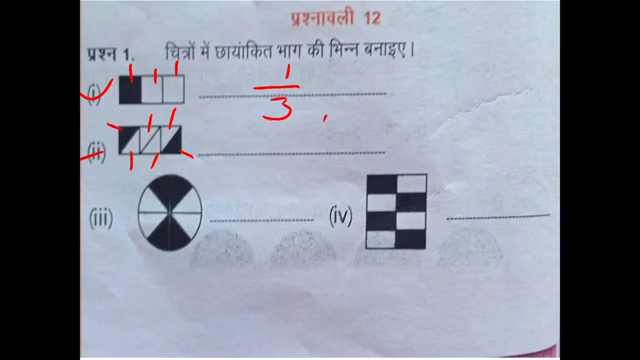 प्रश्नावली 12
प्रश्न 1. चित्रों में छायांकित भाग की भिन्न बनाइए।
(i) 1/3
(ii)
(iii) (iv)